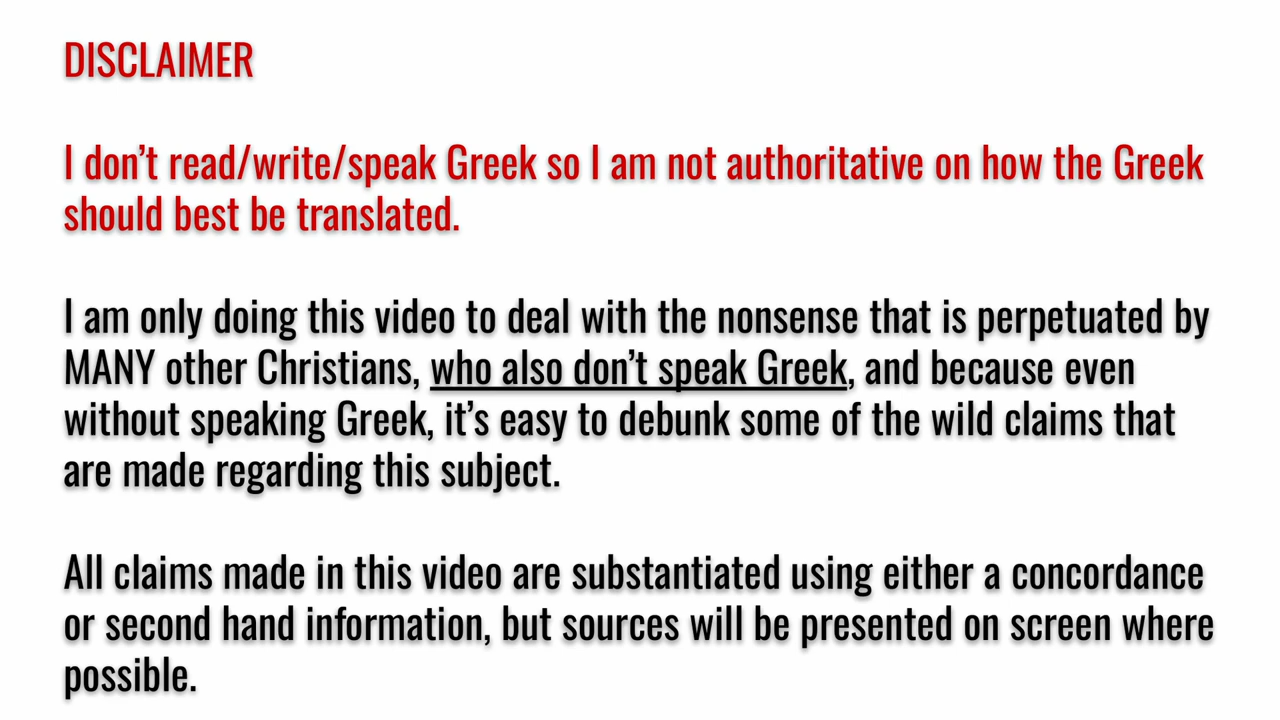 DISCLAIMER
I don’t read/write/speak Greek so I am not authoritative on how the Greek
should best be translated.
I am only doing this video to deal with the nonsense that is perpetuated by
MANY other Christians, who also don’t speak Greek, and because even
without speaking Greek, it’s easy to debunk some of the wild claims that
are made regarding this subject.
All claims made in this video are substantiated using either a concordance
or second hand information, but sources will be presented on screen where
possible.